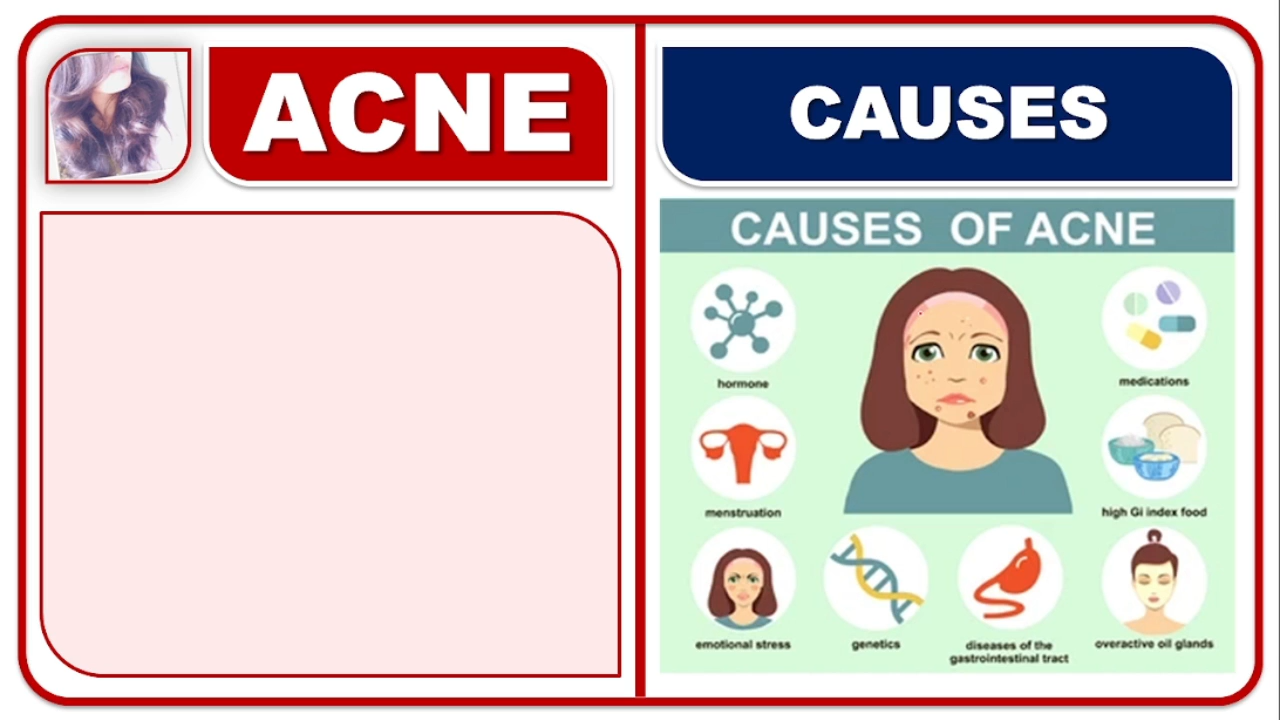 ACNE
CAUSES
CAUSES OF ACNE
hormone
medications
menstruation
high Gi index food
emotional stress
genetics
diseases of the
gastrointestinal tract
overactive oil glands